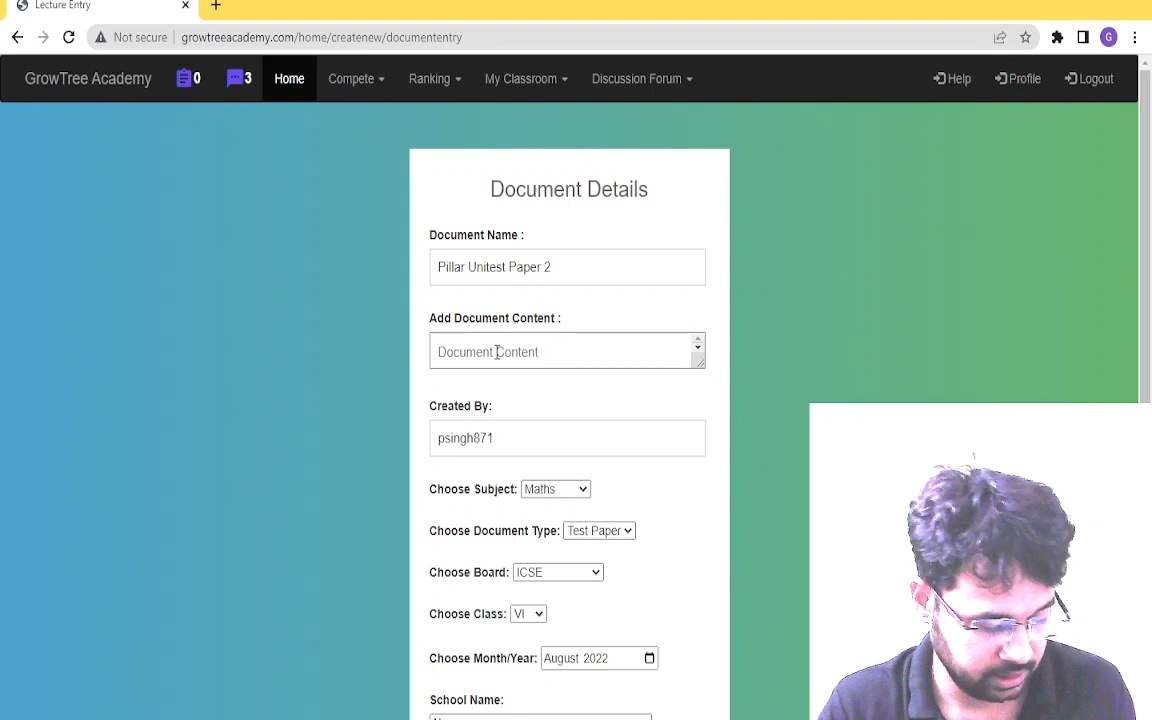 Lecture Entry
Not secure growtreeacademy.com/home/createnew/documententry
G
GrowTree Academy 0 3 Home Compete Ranking My Classroom Discussion Forum Help Profile Logout
Document Details
Document Name :
Pillar Unitest Paper 2
Add Document Content :
Document Content
Created By:
psingh871
Choose Subject: Maths
Choose Document Type: Test Paper
Choose Board: ICSE
Choose Class: VI
Choose Month/Year: August 2022
School Name: